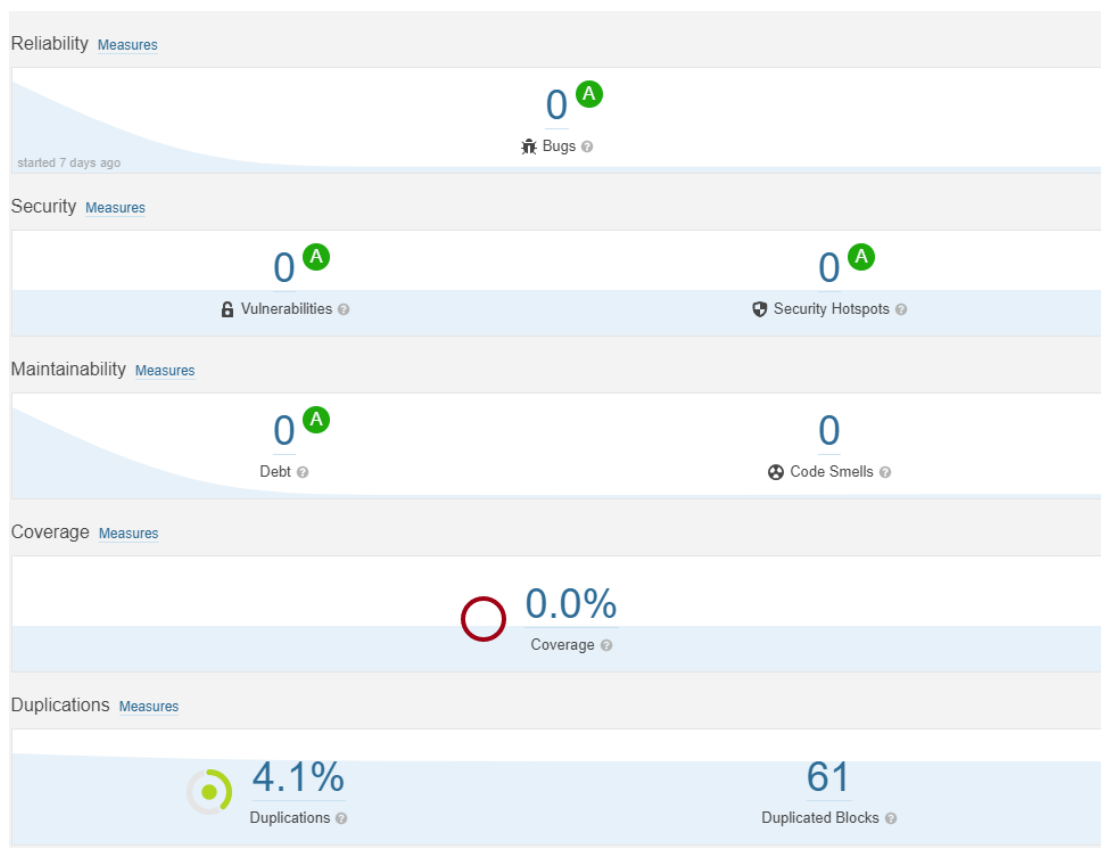 Reliability Measures
0 A
Bugs ?
started 7 days ago
Security Measures
0 A 0 A
Vulnerabilities ? Security Hotspots ?
Maintainability Measures
0 A 0
Debt ? Code Smells ?
Coverage Measures
0.0%
Coverage ?
Duplications Measures
4.1% 61
Duplications ? Duplicated Blocks ?